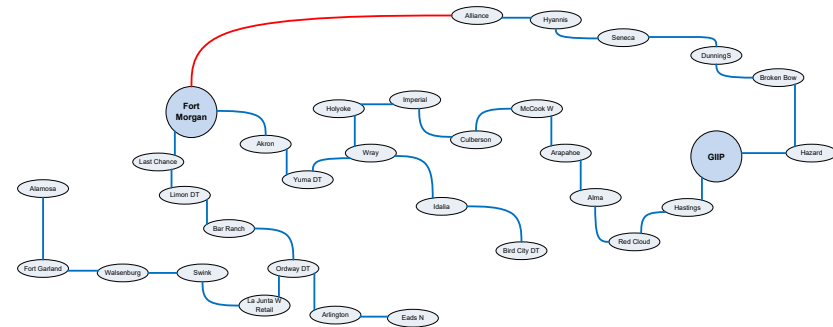 Alliance
Hyannis
Seneca
DunningS
Broken Bow
Fort
Morgan
Holyoke
Imperial
McCook W
Culberson
Akron
Hazard
GIIP
Last Chance
Wray
Arapahoe
Yuma DT
Alamosa
Limon DT
Alma
Idalia
Hastings
Bar Ranch
Red Cloud
Bird City DT
Fort Garland
Walsenburg
Swink
Ordway DT
La Junta W
Retail
Arlington
Eads N